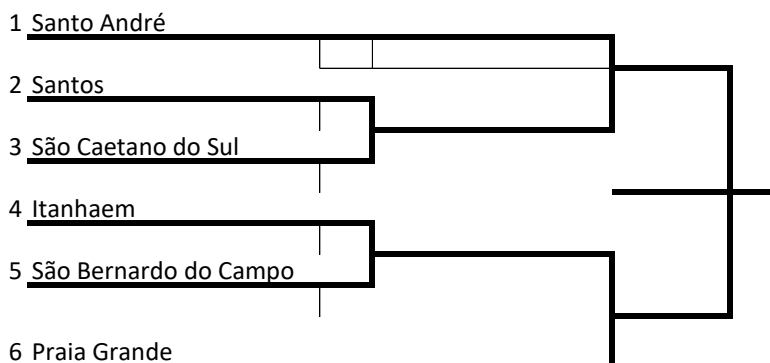 1 Santo André
2 Santos
3 São Caetano do Sul
4 Itanhaem
5 São Bernardo do Campo
6 Praia Grande